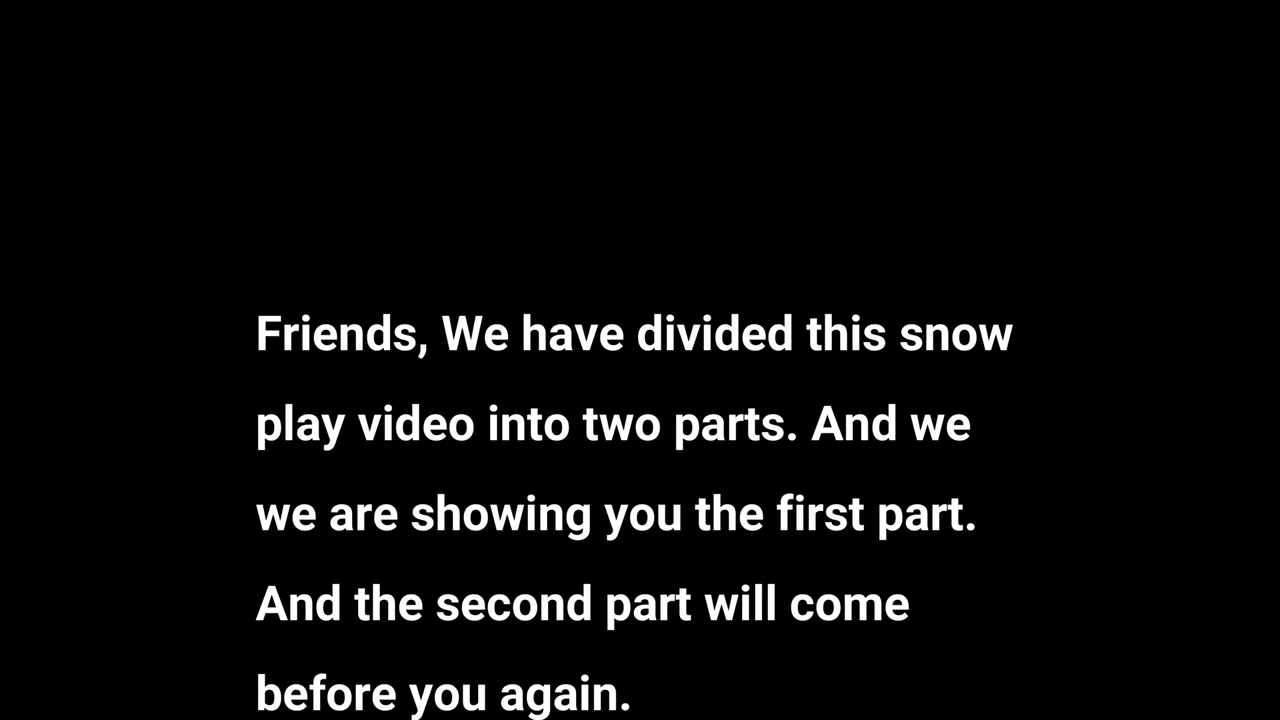 Friends, We have divided this snow
play video into two parts. And we
we are showing you the first part.
And the second part will come
before you again.